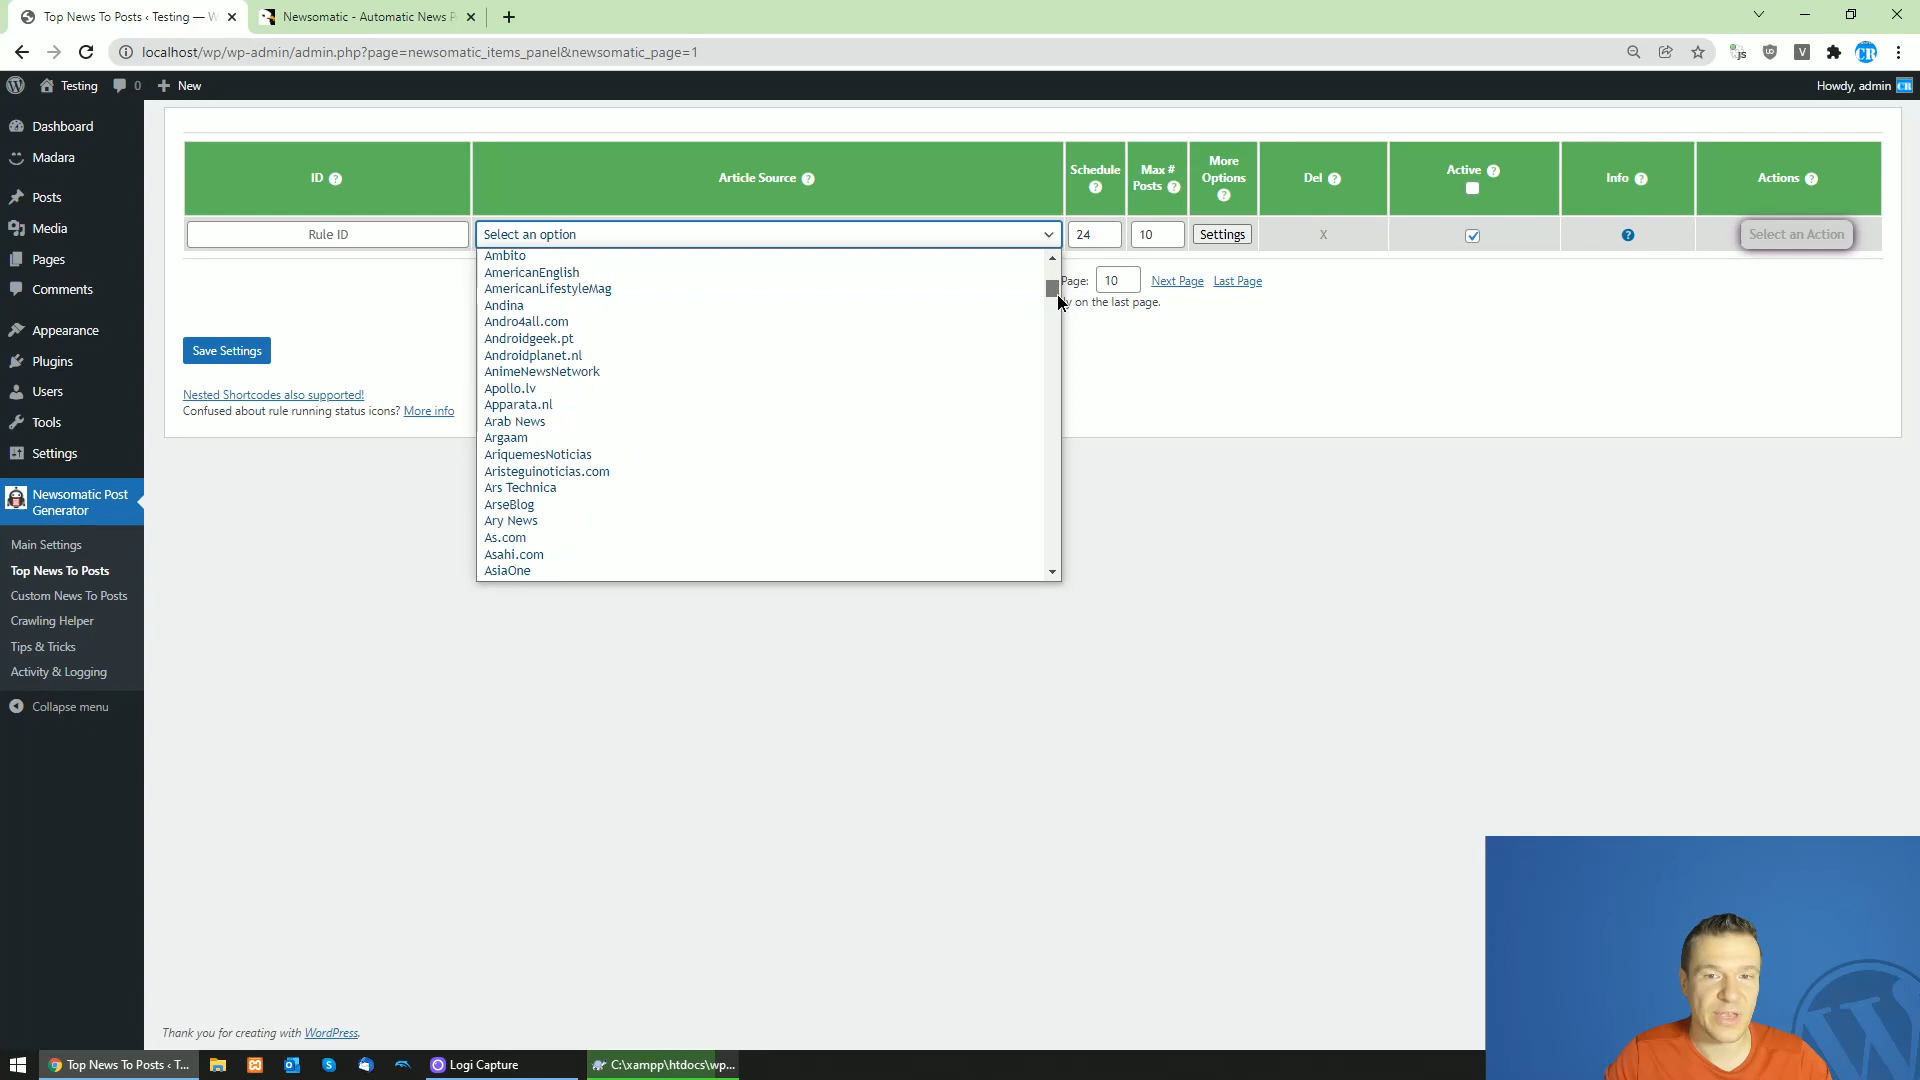 Top News To Posts ‹ Testing — W
Newsomatic - Automatic News P
localhost/wp/wp-admin/admin.php?page=newsomatic_items_panel&newsomatic_page=1
Testing
0
New
Howdy, admin
Dashboard
Madara
Posts
Media
Pages
Comments
Appearance
Plugins
Users
Tools
Settings
Newsomatic Post
Generator
Main Settings
Top News To Posts
Custom News To Posts
Crawling Helper
Tips & Tricks
Activity & Logging
Collapse menu
ID
Article Source
Schedule
Max #
Posts
More
Options
Del
Active
Info
Actions
Rule ID
Select an option
24
10
Settings
X
Select an Action
Ambito
AmericanEnglish
AmericanLifestyleMag
Andina
Andro4all.com
Androidgeek.pt
Androidplanet.nl
AnimeNewsNetwork
Apollo.lv
Apparata.nl
Arab News
Argaam
AriquemesNoticias
Aristeguinoticias.com
Ars Technica
ArseBlog
Ary News
As.com
Asahi.com
AsiaOne
Page: 10 Next Page Last Page
on the last page.
Save Settings
Nested Shortcodes also supported!
Confused about rule running status icons? More info
Thank you for creating with WordPress.
Top News To Posts ‹ T...
Logi Capture
C:\xampp\htdocs\wp...